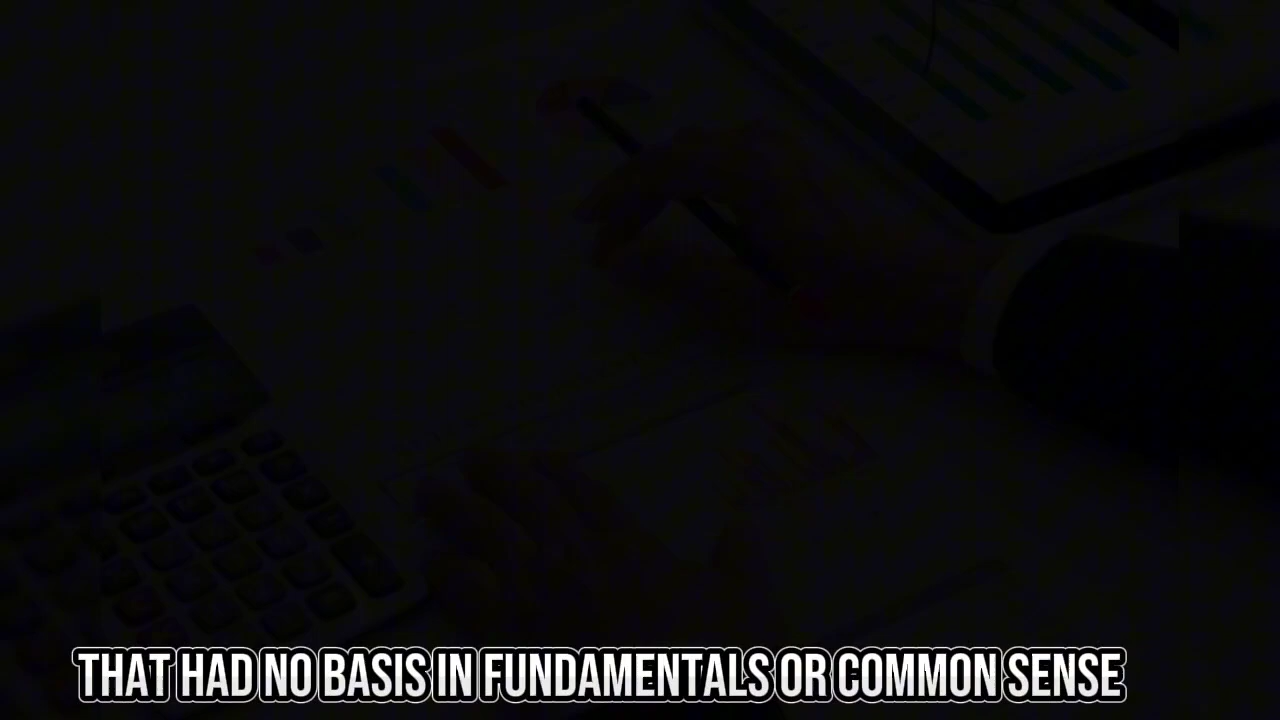 THAT HAD NO BASIS IN FUNDAMENTALS OR COMMON SENSE